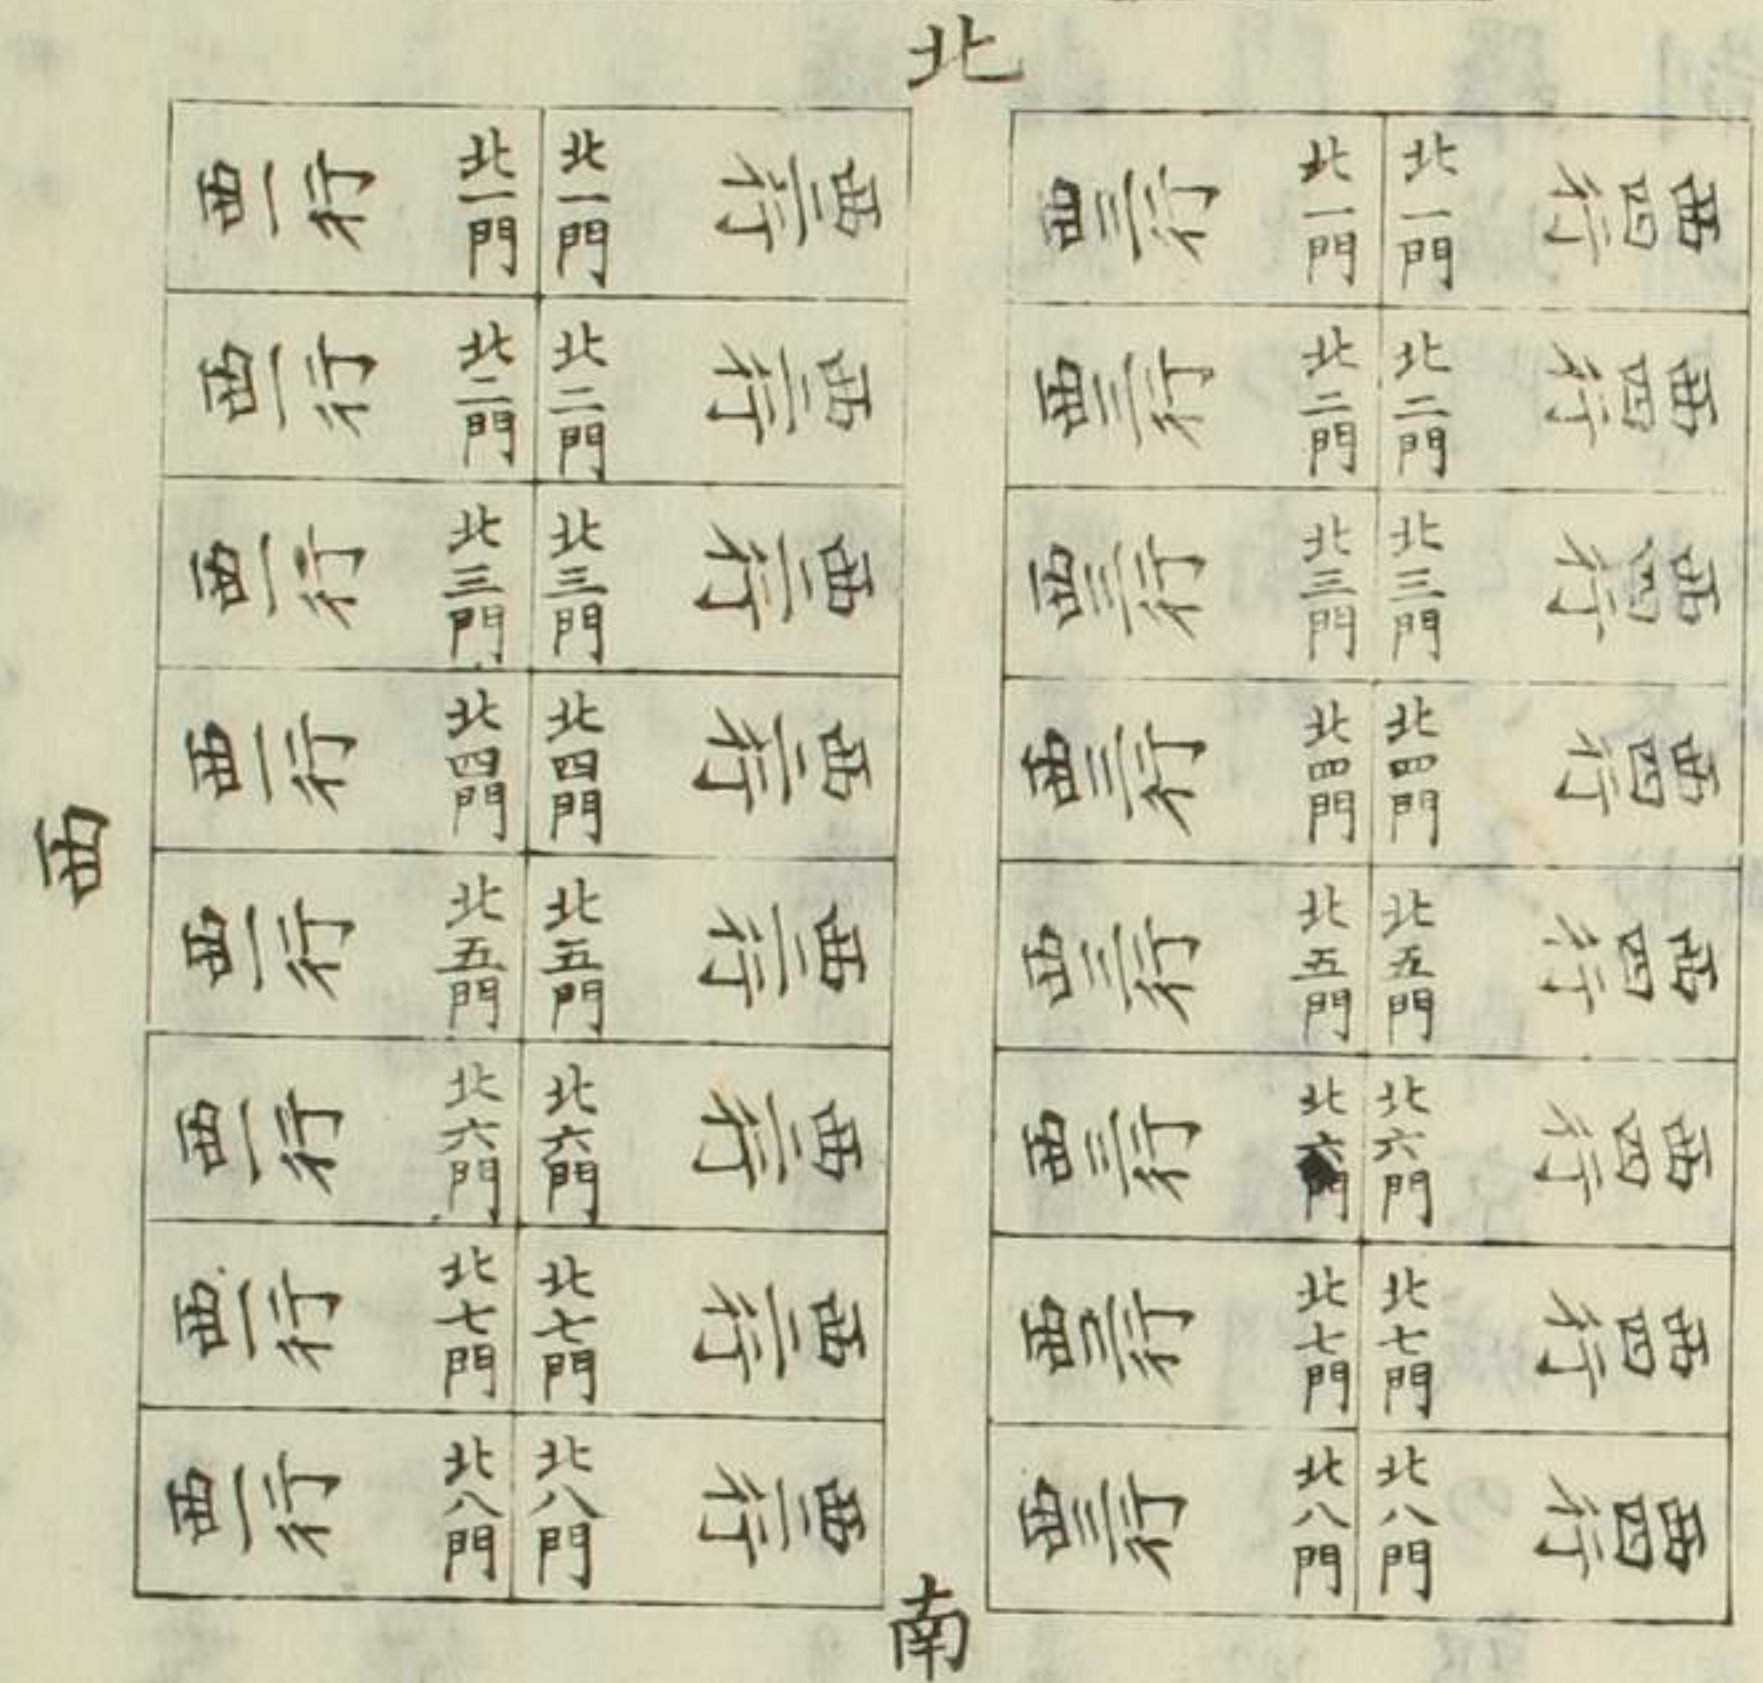 北
西一行
北一門
北一門
西二行
西三行
北一門
北一門
西四行
西一行
北二門
北二門
西二行
西三行
北二門
北二門
西四行
西一行
北三門
北三門
西二行
西三行
北三門
北三門
西四行
西一行
北四門
北四門
西二行
西三行
北四門
北四門
西四行
西
西一行
北五門
北五門
西二行
西三行
北五門
北五門
西四行
西一行
北六門
北六門
西二行
西三行
北六門
北六門
西四行
西一行
北七門
北七門
西二行
西三行
北七門
北七門
西四行
西一行
北八門
北八門
西二行
西三行
北八門
北八門
西四行
南